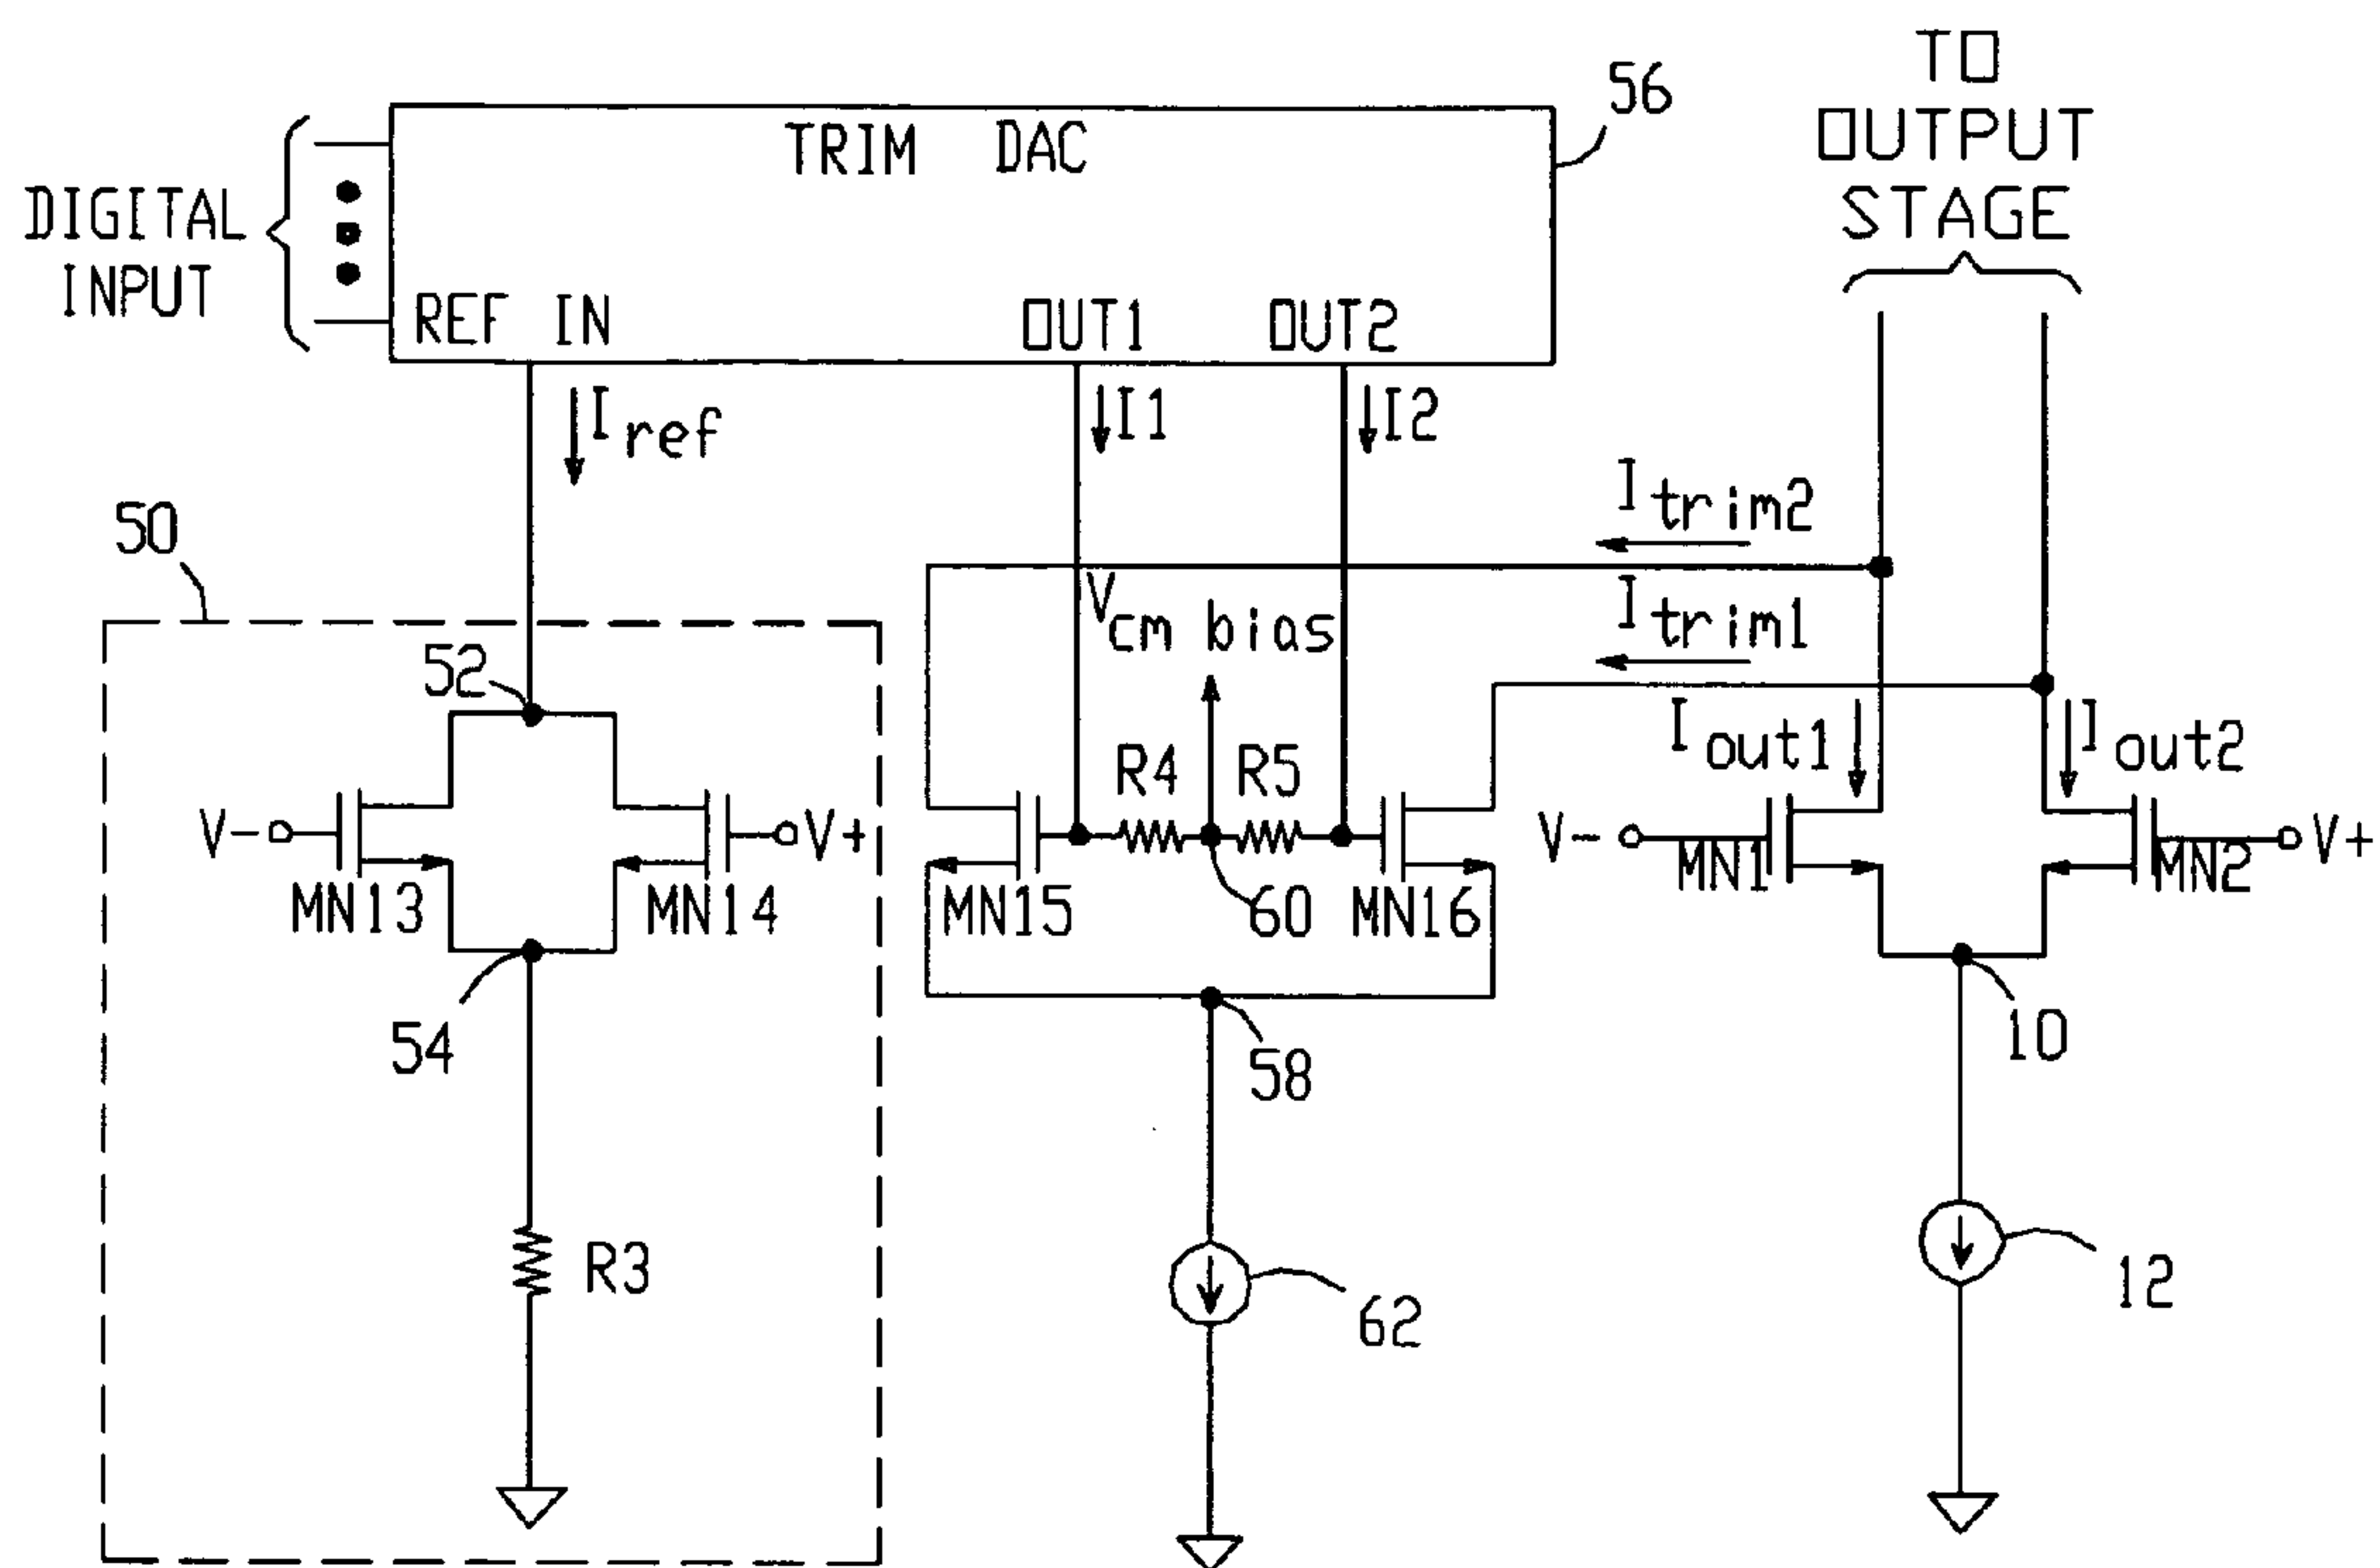 TO
OUTPUT
STAGE
56
TRIM DAC
DIGITAL
INPUT
REF IN
OUT1
OUT2
Iref
I1
I2
Itrim2
Itrim1
50
Vcm bias
52
Iout1
Iout2
R4
R5
V-
V+
V-
V+
MN13
MN14
MN15
60
MN16
MN1
MN2
54
58
10
R3
62
12